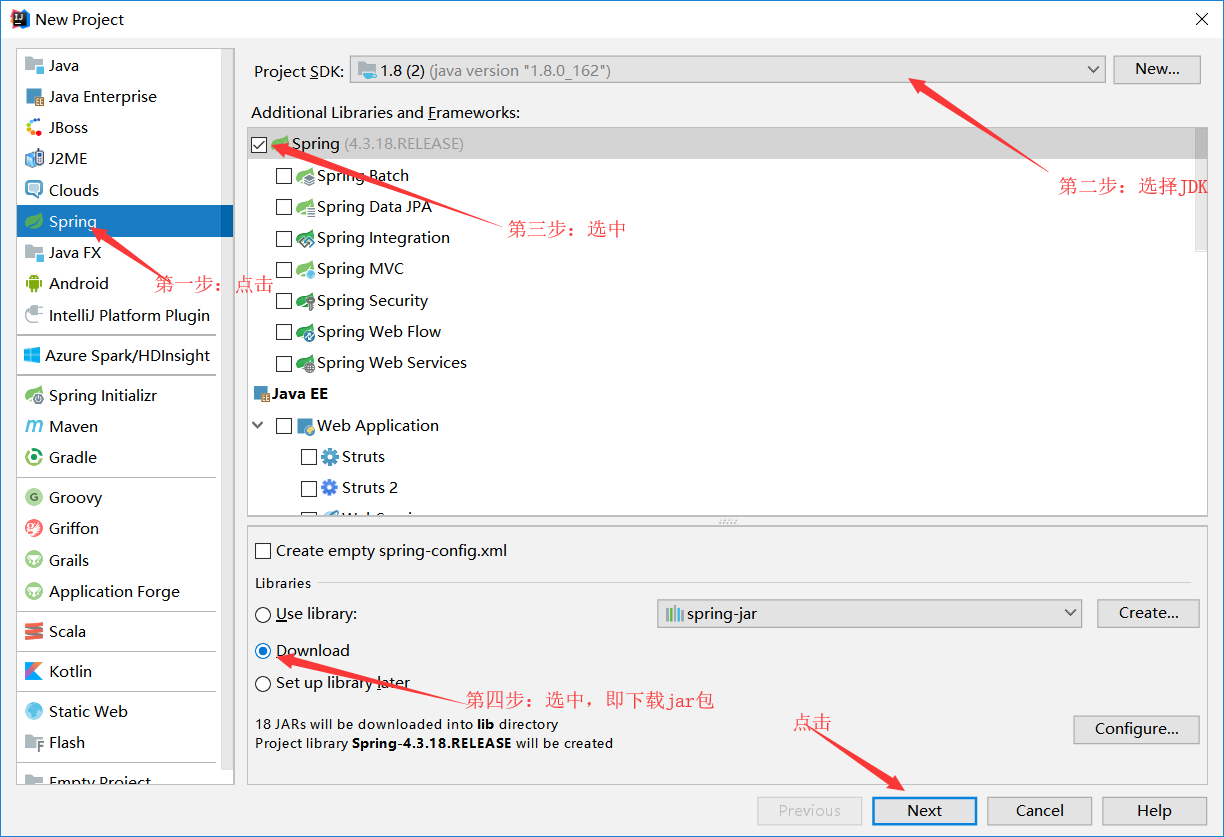 New Project
Java
Java Enterprise
JBoss
J2ME
Clouds
Spring
Java FX
Android
IntelliJ Platform Plugin
Azure Spark/HDInsight
Spring Initializr
Maven
Gradle
Groovy
Griffon
Grails
Application Forge
Scala
Kotlin
Static Web
Flash
Empty Project
第一步：点击
Project SDK: 1.8 (2) (java version "1.8.0_162") New...
第二步：选择JDK
Additional Libraries and Frameworks:
Spring (4.3.18.RELEASE)
Spring Batch
Spring Data JPA
第三步：选中
Spring Integration
Spring MVC
Spring Security
Spring Web Flow
Spring Web Services
Java EE
Web Application
Struts
Struts 2
Create empty spring-config.xml
Libraries
Use library: spring-jar Create...
Download
Set up library later
第四步：选中，即下载jar包
18 JARs will be downloaded into lib directory
Project library Spring-4.3.18.RELEASE will be created
Configure...
点击
Previous Next Cancel Help